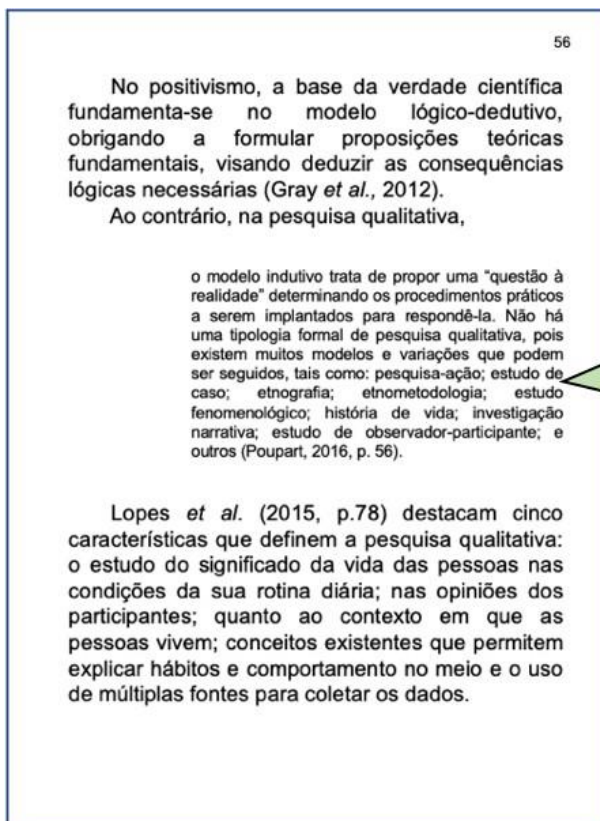 56
No positivismo, a base da verdade científica
fundamenta-se no modelo lógico-dedutivo,
obrigando a formular proposições teóricas
fundamentais, visando deduzir as consequências
lógicas necessárias (Gray et al., 2012).
Ao contrário, na pesquisa qualitativa,
o modelo indutivo trata de propor uma “questão à
realidade” determinando os procedimentos práticos
a serem implantados para respondê-la. Não há
uma tipologia formal de pesquisa qualitativa, pois
existem muitos modelos e variações que podem
ser seguidos, tais como: pesquisa-ação; estudo de
caso; etnografia; etnometodologia; estudo
fenomenológico; história de vida; investigação
narrativa; estudo de observador-participante; e
outros (Poupart, 2016, p. 56).
Lopes et al. (2015, p.78) destacam cinco
características que definem a pesquisa qualitativa:
o estudo do significado da vida das pessoas nas
condições da sua rotina diária; nas opiniões dos
participantes; quanto ao contexto em que as
pessoas vivem; conceitos existentes que permitem
explicar hábitos e comportamento no meio e o uso
de múltiplas fontes para coletar os dados.